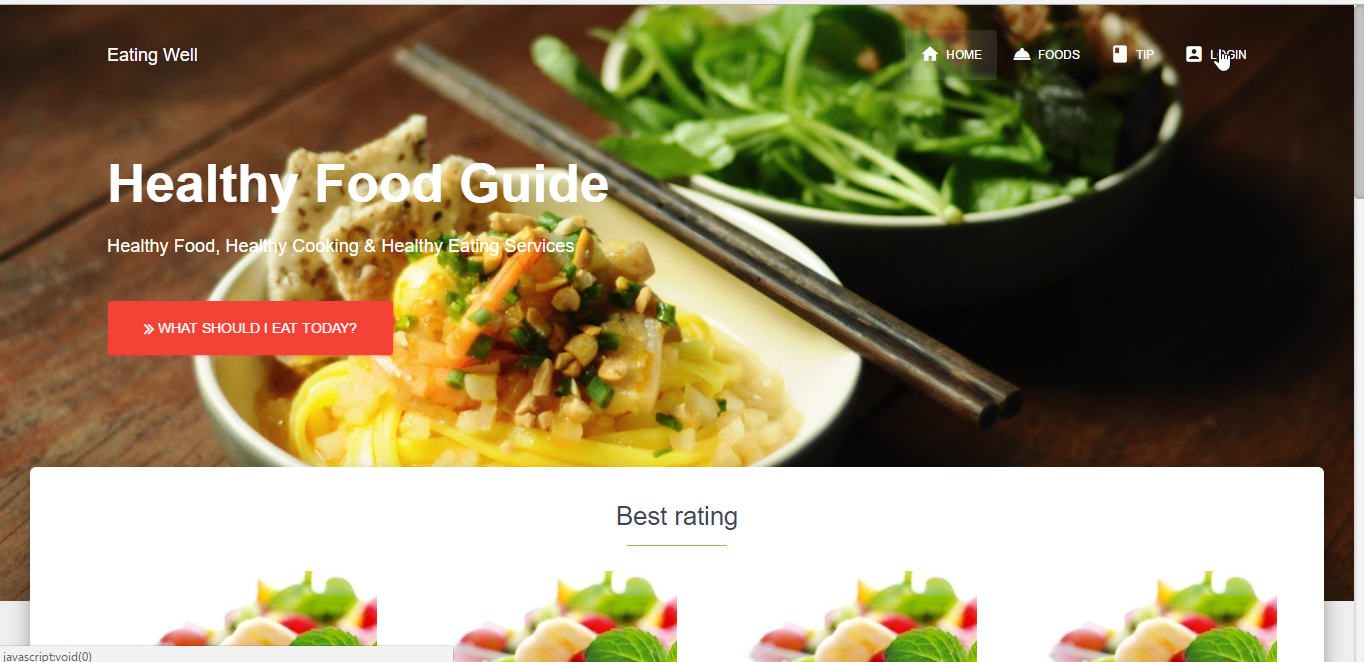 Eating Well
HOME
FOODS
TIP
LOGIN
Healthy Food Guide
Healthy Food, Healthy Cooking & Healthy Eating Services
WHAT SHOULD I EAT TODAY?
Best rating
javascript:void(0)